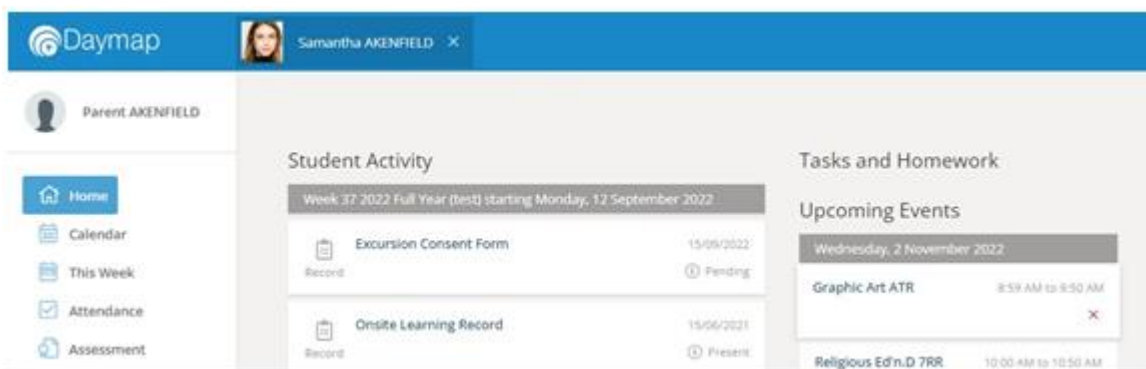 Daymap
Samantha AKENFIELD ×
Parent AKENFIELD
Home
Calendar
This Week
Attendance
Assessment
Student Activity
Week 37 2022 Full Year (test) starting Monday, 12 September 2022
Excursion Consent Form 15/09/2022
Record Pending
Onsite Learning Record 15/06/2021
Record Present
Tasks and Homework
Upcoming Events
Wednesday, 2 November 2022
Graphic Art ATR 8:59 AM to 9:50 AM
×
Religious Ed'n.D 7RR 10:00 AM to 10:50 AM